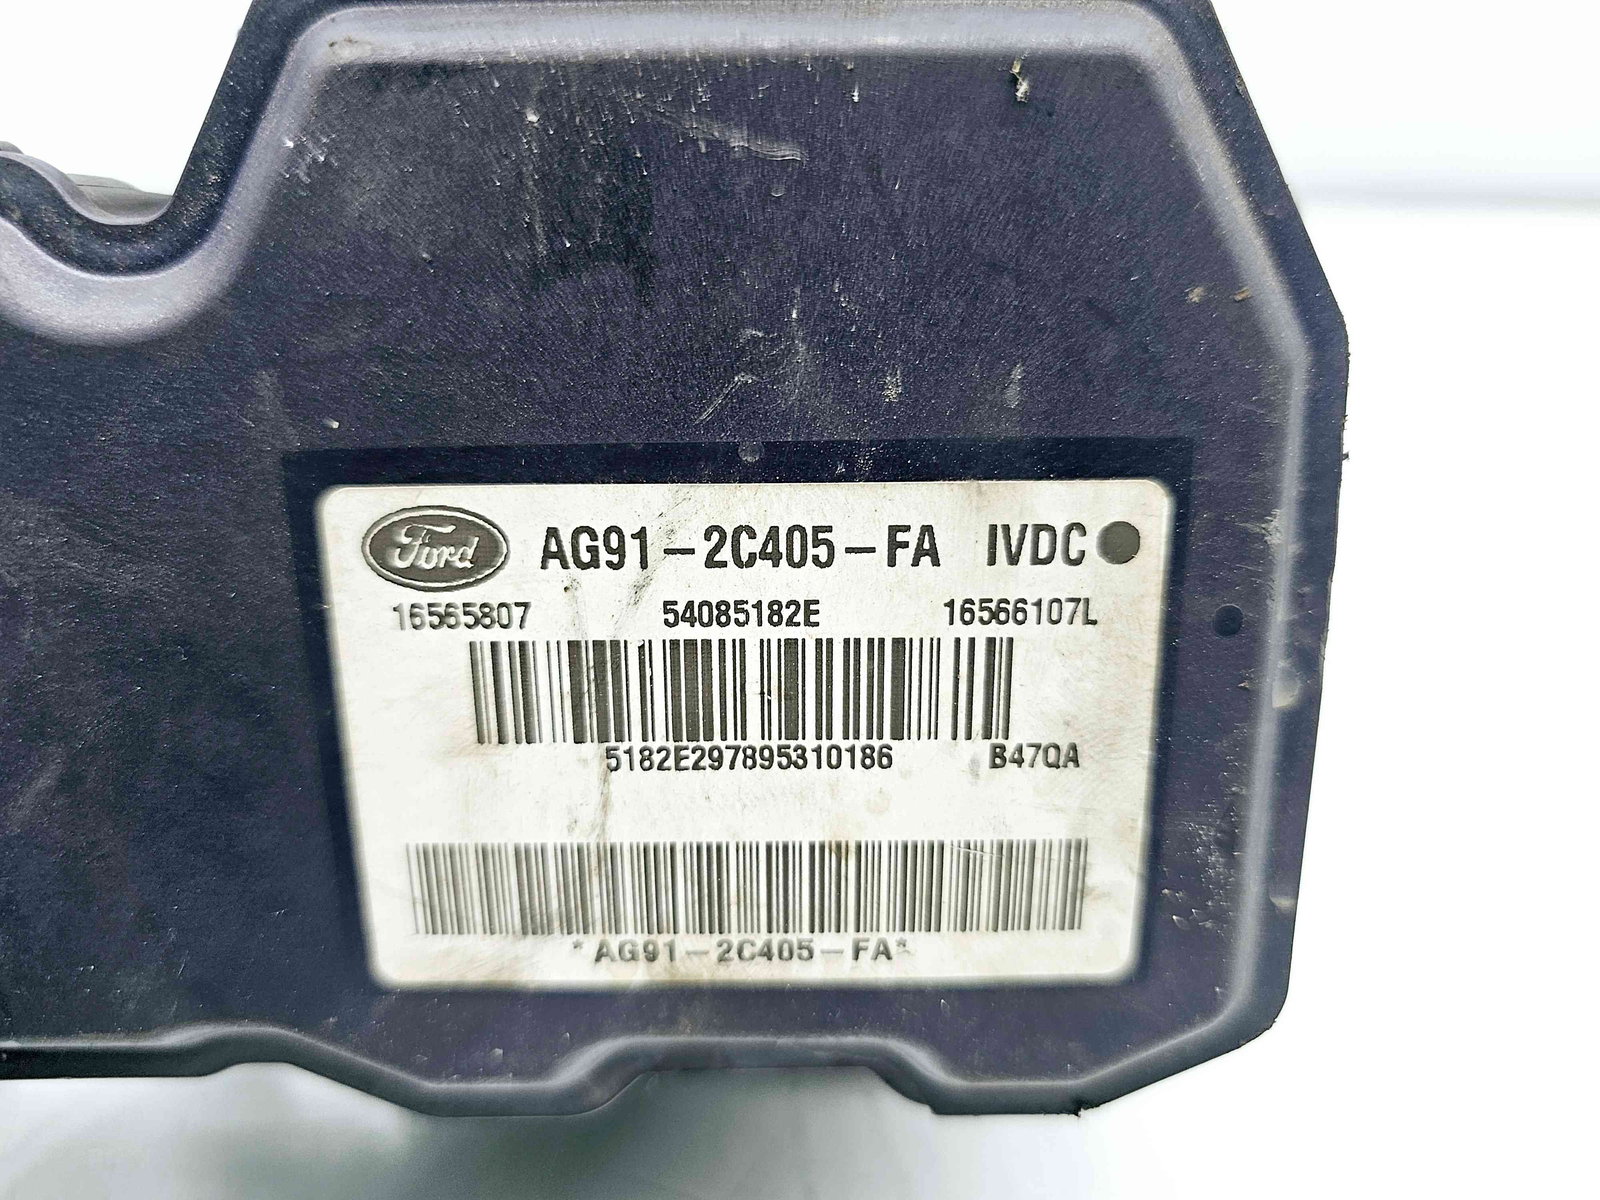 Ford AG91-2C405-FA IVDC
16565807 54085182E 16566107L
5182E297895310186 B47QA
*AG91-2C405-FA*